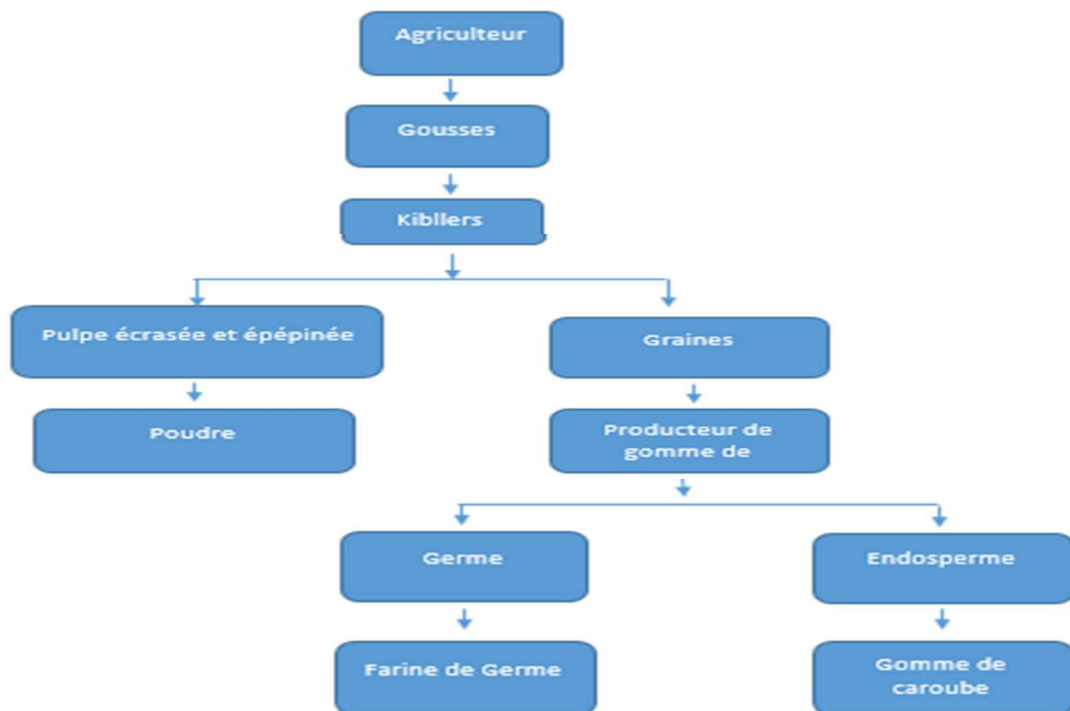 Agriculteur
Gousses
Kibllers
Pulpe écrasée et épépinée
Graines
Poudre
Producteur de
gomme de
Germe
Endosperme
Farine de Germe
Gomme de
caroube